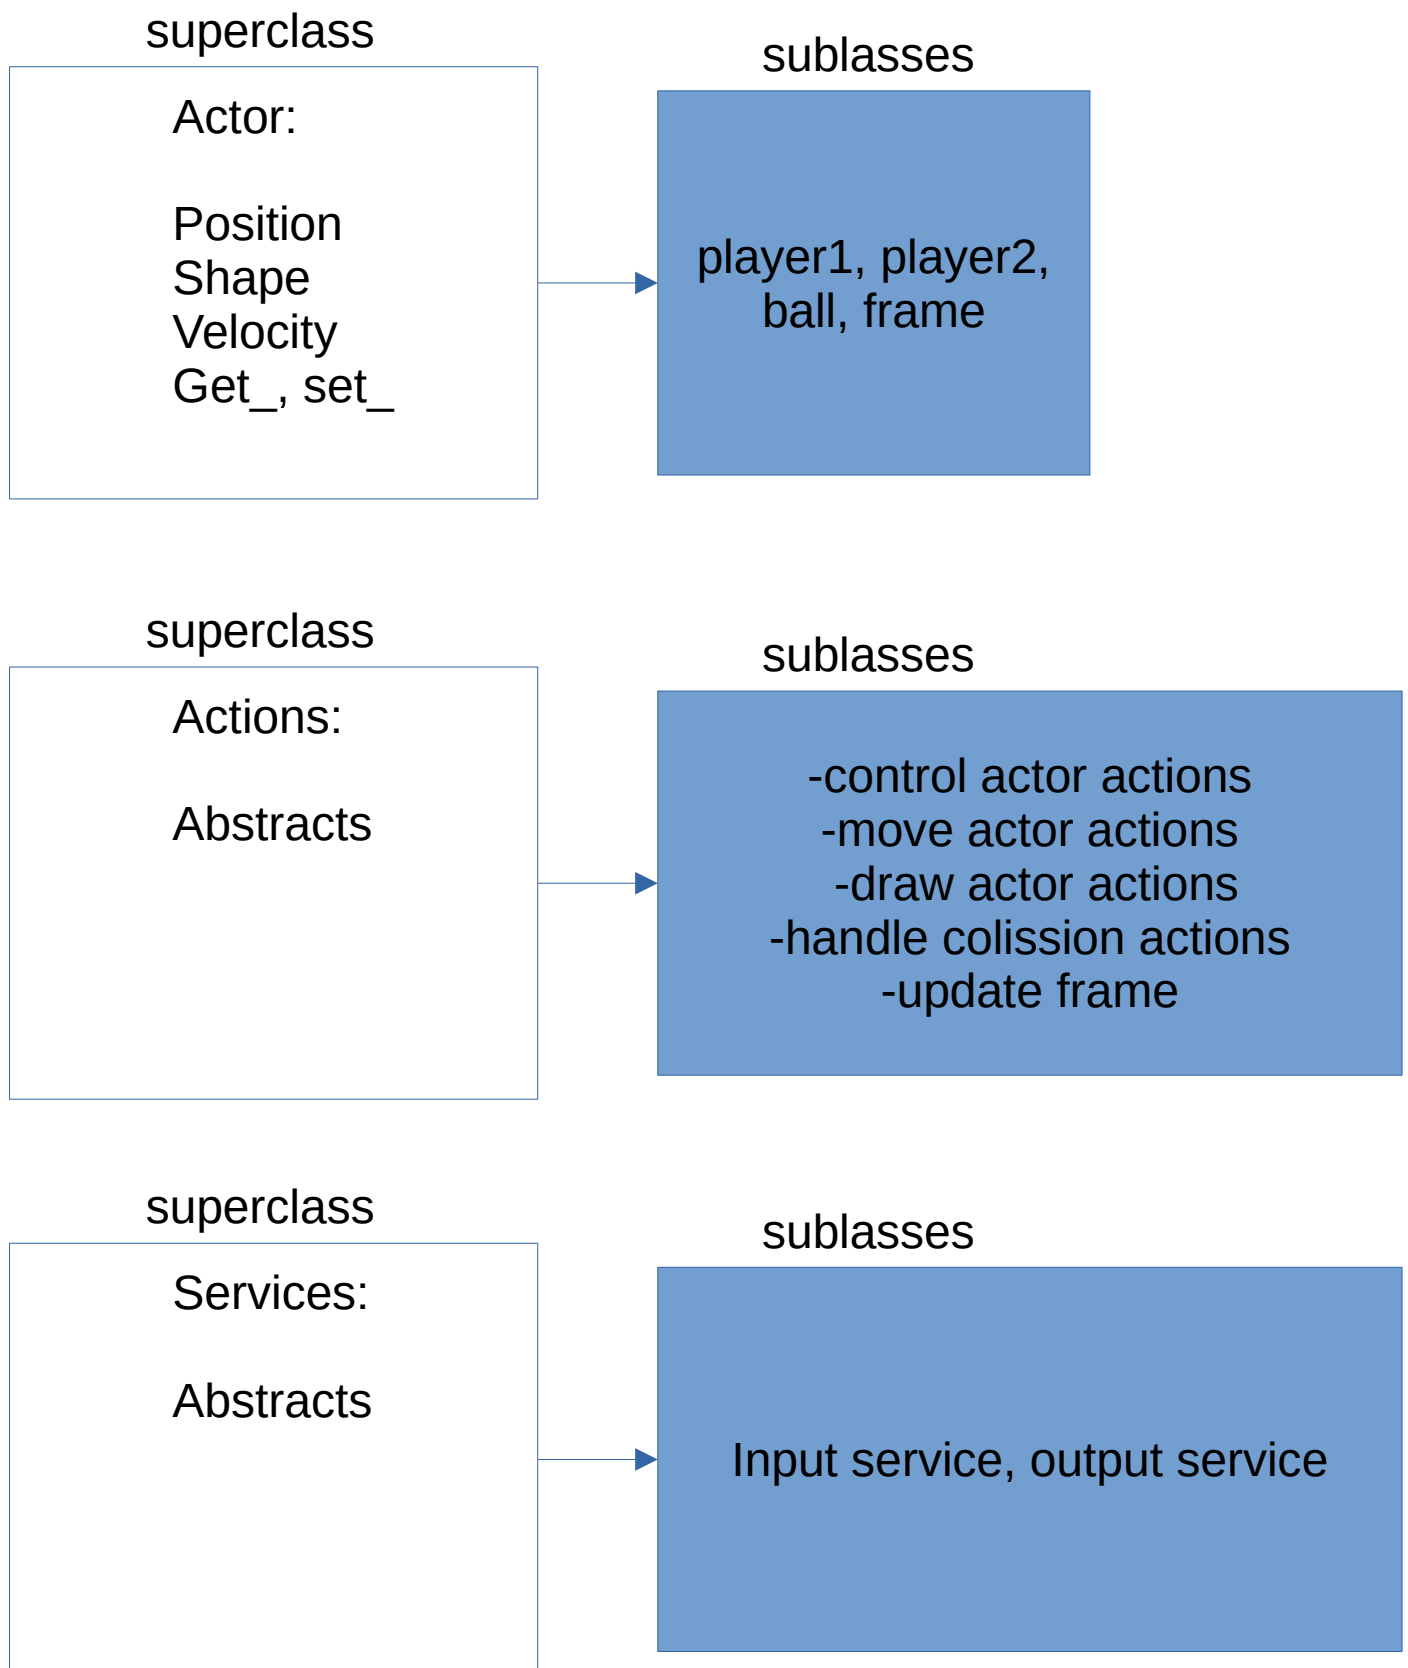 superclass
sublasses
Actor:
Position
Shape
Velocity
Get_, set_
player1, player2,
ball, frame
superclass
sublasses
Actions:
Abstracts
-control actor actions
-move actor actions
-draw actor actions
-handle colission actions
-update frame
superclass
sublasses
Services:
Abstracts
Input service, output service